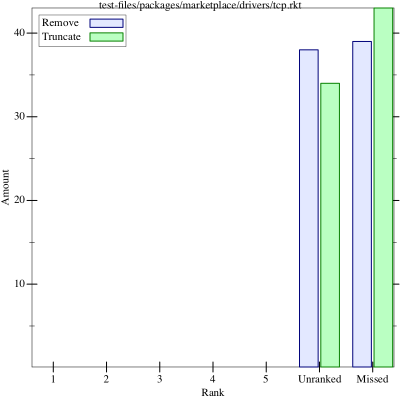 test-files/packages/marketplace/drivers/tcp.rkt
Remove
Truncate
40
30
20
10
Amount
1 2 3 4 5 Unranked Missed
Rank